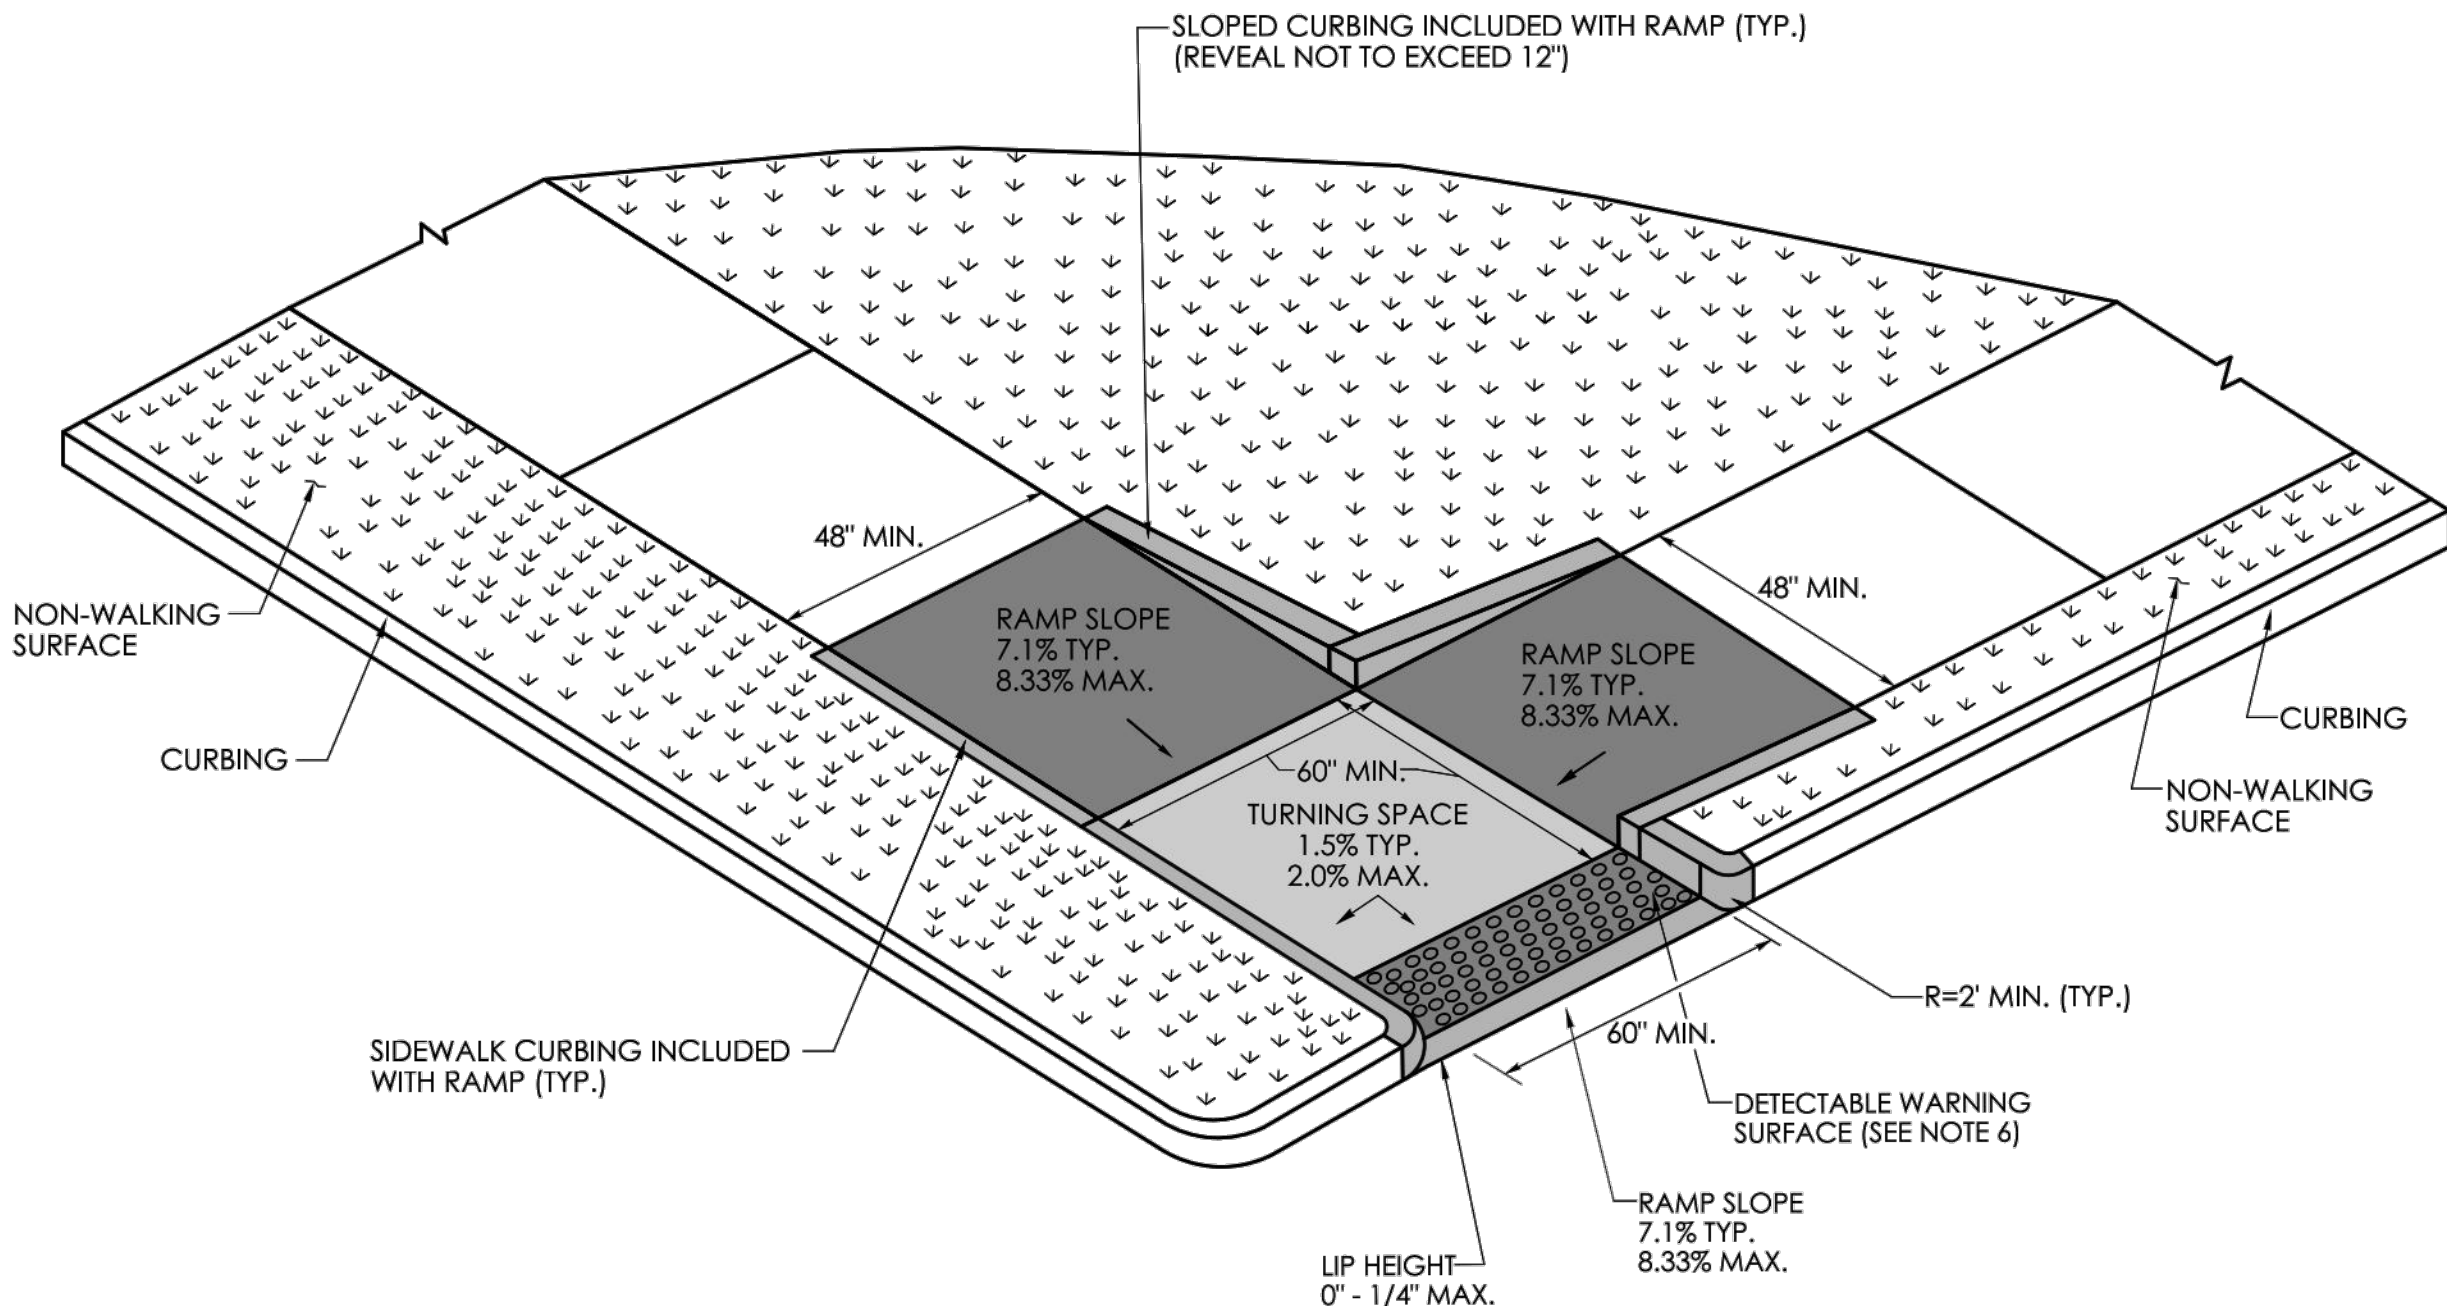 SLOPED CURBING INCLUDED WITH RAMP (TYP.)
(REVEAL NOT TO EXCEED 12")
48" MIN.
48" MIN.
NON-WALKING
SURFACE
RAMP SLOPE
7.1% TYP.
8.33% MAX.
RAMP SLOPE
7.1% TYP.
8.33% MAX.
CURBING
CURBING
60" MIN.
TURNING SPACE
1.5% TYP.
2.0% MAX.
NON-WALKING
SURFACE
R=2' MIN. (TYP.)
60" MIN.
SIDEWALK CURBING INCLUDED
WITH RAMP (TYP.)
DETECTABLE WARNING
SURFACE (SEE NOTE 6)
RAMP SLOPE
7.1% TYP.
8.33% MAX.
LIP HEIGHT
0" - 1/4" MAX.